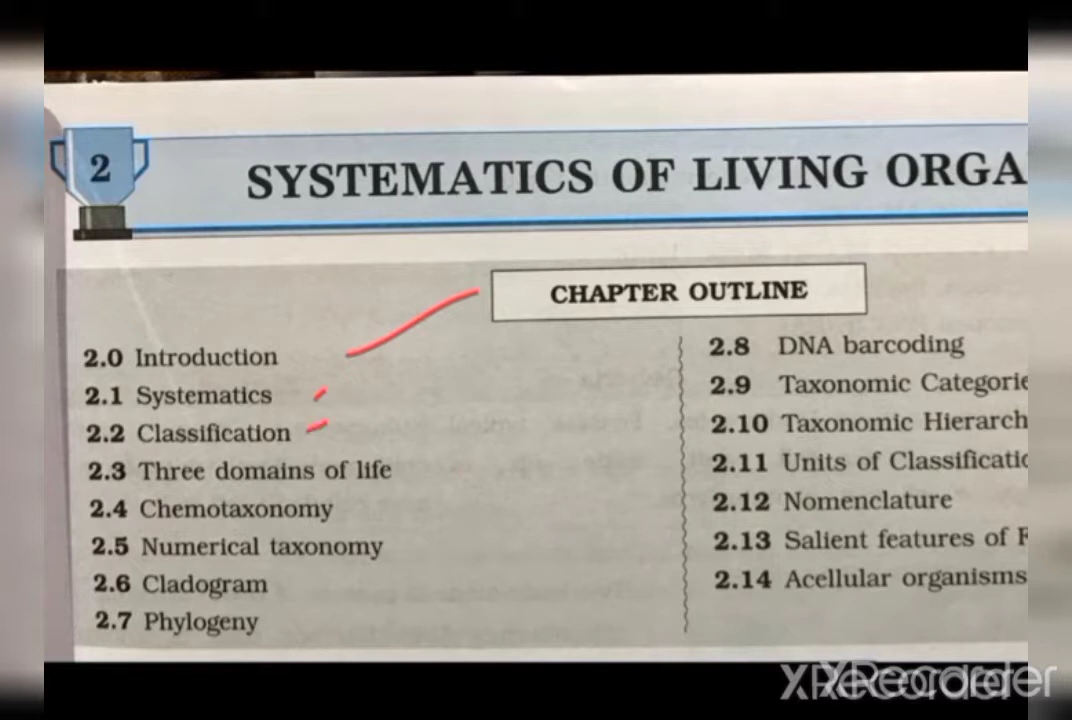 2
SYSTEMATICS OF LIVING ORGA
CHAPTER OUTLINE
2.0 Introduction
2.1 Systematics
2.2 Classification
2.3 Three domains of life
2.4 Chemotaxonomy
2.5 Numerical taxonomy
2.6 Cladogram
2.7 Phylogeny
2.8 DNA barcoding
2.9 Taxonomic Categorie
2.10 Taxonomic Hierarch
2.11 Units of Classificatio
2.12 Nomenclature
2.13 Salient features of F
2.14 Acellular organisms
XRecorder